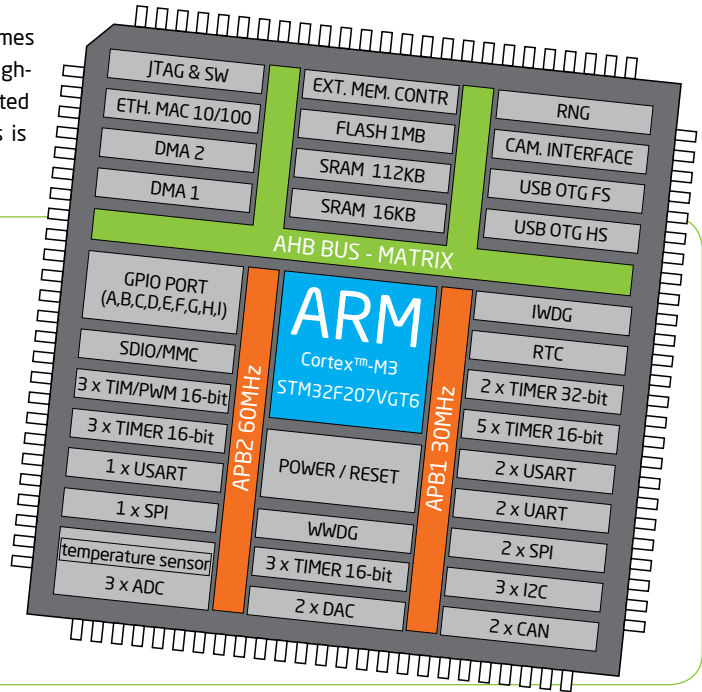 mes
gh-
ted
s is
JTAG & SW
ETH. MAC 10/100
DMA 2
DMA 1
EXT. MEM. CONTR
FLASH 1MB
SRAM 112KB
SRAM 16KB
RNG
CAM. INTERFACE
USB OTG FS
USB OTG HS
AHB BUS - MATRIX
GPIO PORT
(A,B,C,D,E,F,G,H,I)
SDIO/MMC
3 x TIM/PWM 16-bit
3 x TIMER 16-bit
1 x USART
1 x SPI
temperature sensor
3 x ADC
APB2 60MHz
ARM
Cortex™-M3
STM32F207VGT6
POWER / RESET
WWDG
3 x TIMER 16-bit
2 x DAC
APB1 30MHz
IWDG
RTC
2 x TIMER 32-bit
5 x TIMER 16-bit
2 x USART
2 x UART
2 x SPI
3 x I2C
2 x CAN